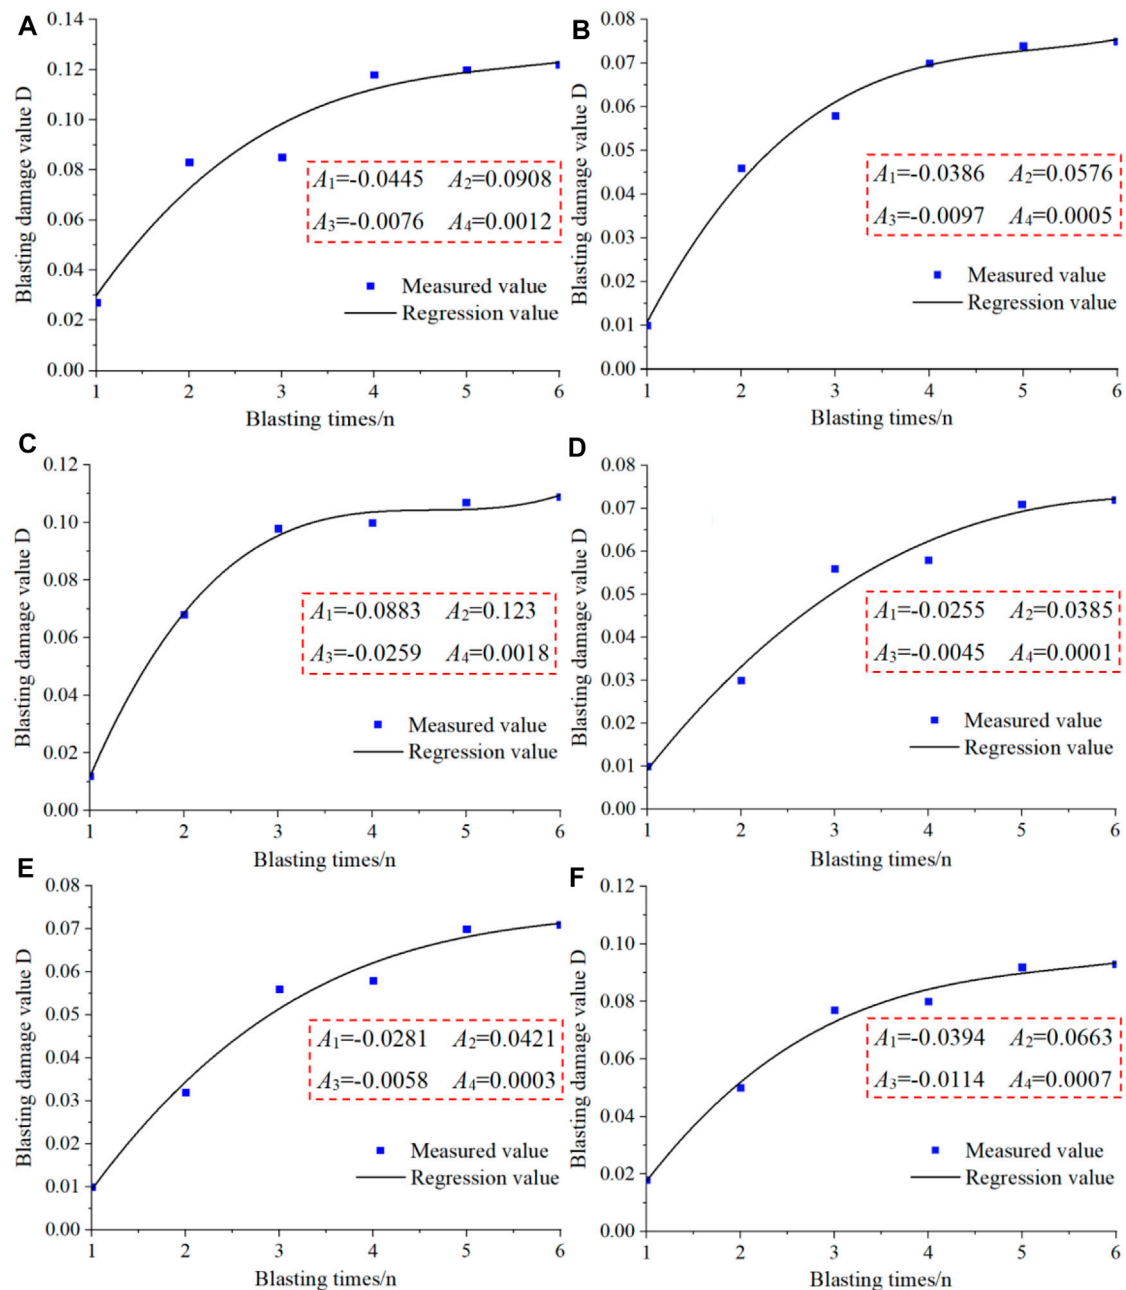 A
Blasting damage value D
0.14
0.12
0.10
0.08
0.06
0.04
0.02
0.00
A1=-0.0445 A2=0.0908
A3=-0.0076 A4=0.0012
Measured value
Regression value
1 2 3 4 5 6
Blasting times/n
B
Blasting damage value D
0.08
0.07
0.06
0.05
0.04
0.03
0.02
0.01
0.00
A1=-0.0386 A2=0.0576
A3=-0.0097 A4=0.0005
Measured value
Regression value
1 2 3 4 5 6
Blasting times/n
C
Blasting damage value D
0.12
0.10
0.08
0.06
0.04
0.02
0.00
A1=-0.0883 A2=0.123
A3=-0.0259 A4=0.0018
Measured value
Regression value
1 2 3 4 5 6
Blasting times/n
D
Blasting damage value D
0.08
0.07
0.06
0.05
0.04
0.03
0.02
0.01
0.00
A1=-0.0255 A2=0.0385
A3=-0.0045 A4=0.0001
Measured value
Regression value
1 2 3 4 5 6
Blasting times/n
E
Blasting damage value D
0.08
0.07
0.06
0.05
0.04
0.03
0.02
0.01
0.00
A1=-0.0281 A2=0.0421
A3=-0.0058 A4=0.0003
Measured value
Regression value
1 2 3 4 5 6
Blasting times/n
F
Blasting damage value D
0.12
0.10
0.08
0.06
0.04
0.02
0.00
A1=-0.0394 A2=0.0663
A3=-0.0114 A4=0.0007
Measured value
Regression value
1 2 3 4 5 6
Blasting times/n